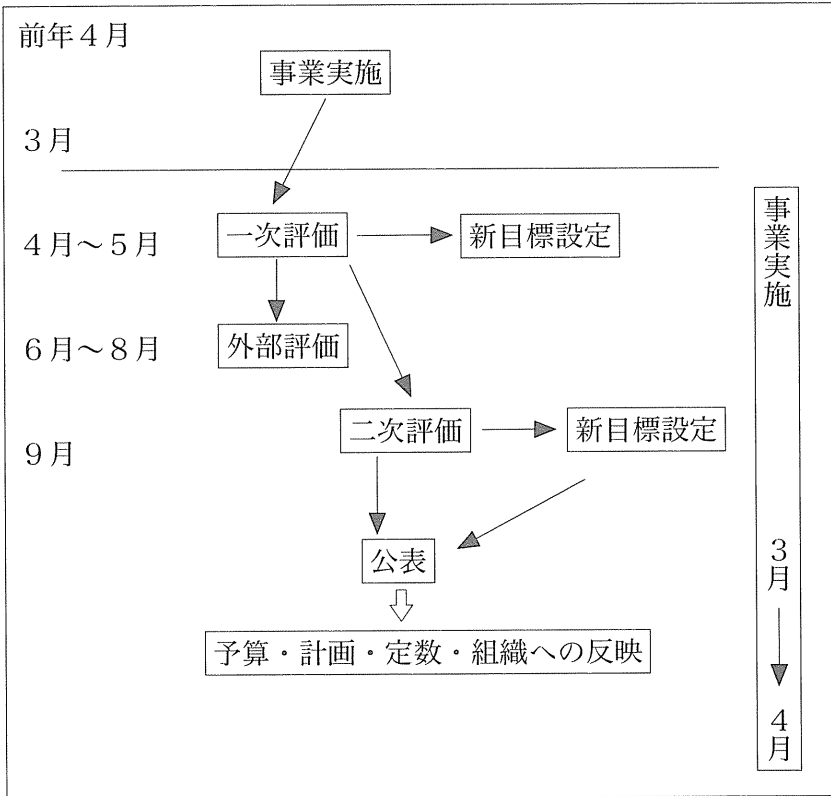 前年4月
事業実施
3月
4月～5月
一次評価
新目標設定
6月～8月
外部評価
9月
二次評価
新目標設定
公表
予算・計画・定数・組織への反映
事業実施
3月
4月